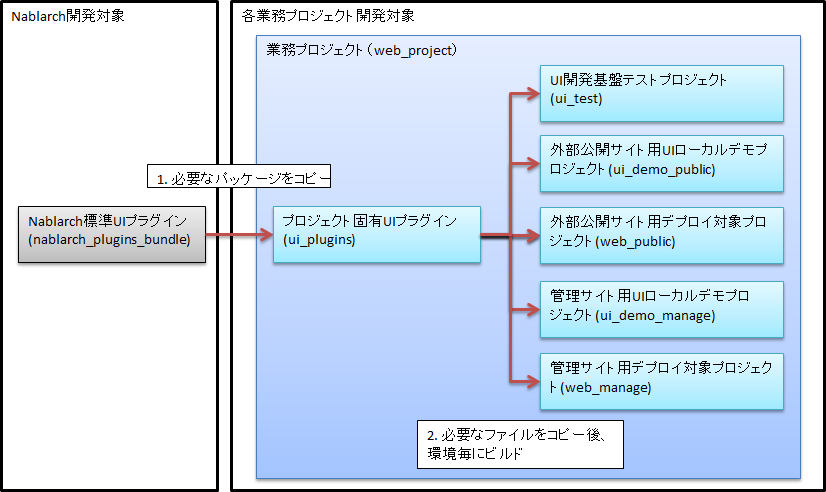 Nablarch開発対象
各業務プロジェクト開発対象
業務プロジェクト（web_project）
UI開発基盤テストプロジェクト
(ui_test)
外部公開サイト用UIローカルデモプ
ロジェクト(ui_demo_public)
1. 必要なパッケージをコピー
Nablarch標準UIプラグイン
(nablarch_plugins_bundle)
プロジェクト固有UIプラグイン
(ui_plugins)
外部公開サイト用デプロイ対象プロ
ジェクト(web_public)
管理サイト用UIローカルデモプロ
ジェクト(ui_demo_manage)
管理サイト用デプロイ対象プロジェク
ト(web_manage)
2. 必要なファイルをコピー後、
環境毎にビルド